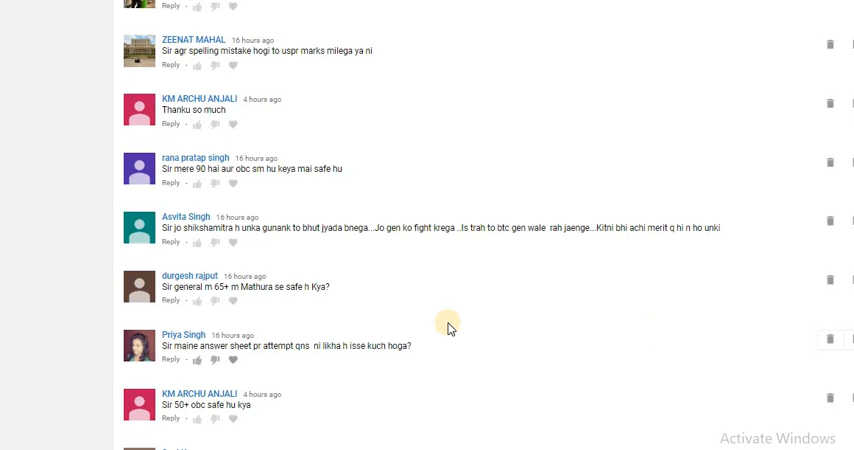 Reply ·
ZEENAT MAHAL 16 hours ago
Sir agr spelling mistake hogi to uspr marks milega ya ni
Reply ·
KM ARCHU ANJALI 4 hours ago
Thanku so much
Reply ·
rana pratap singh 16 hours ago
Sir mere 90 hai aur obc sm hu keya mai safe hu
Reply ·
Asvita Singh 16 hours ago
Sir jo shikshamitra h unka gunank to bhut jyada bnega...Jo gen ko fight krega ..Is trah to btc gen wale rah jaenge...Kitni bhi achi merit q hi n ho unki
Reply ·
durgesh rajput 16 hours ago
Sir general m 65+ m Mathura se safe h Kya?
Reply ·
Priya Singh 16 hours ago
Sir maine answer sheet pr attempt qns ni likha h isse kuch hoga?
Reply ·
KM ARCHU ANJALI 4 hours ago
Sir 50+ obc safe hu kya
Reply ·
Activate Windows